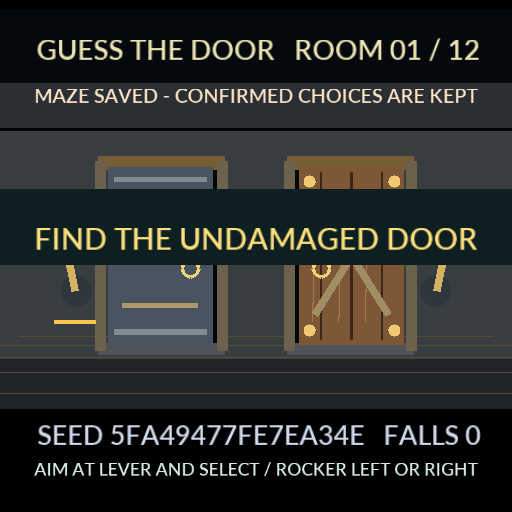 GUESS THE DOOR   ROOM 01 / 12
MAZE SAVED - CONFIRMED CHOICES ARE KEPT
FIND THE UNDAMAGED DOOR
SEED 5FA49477FE7EA34E   FALLS 0
AIM AT LEVER AND SELECT / ROCKER LEFT OR RIGHT